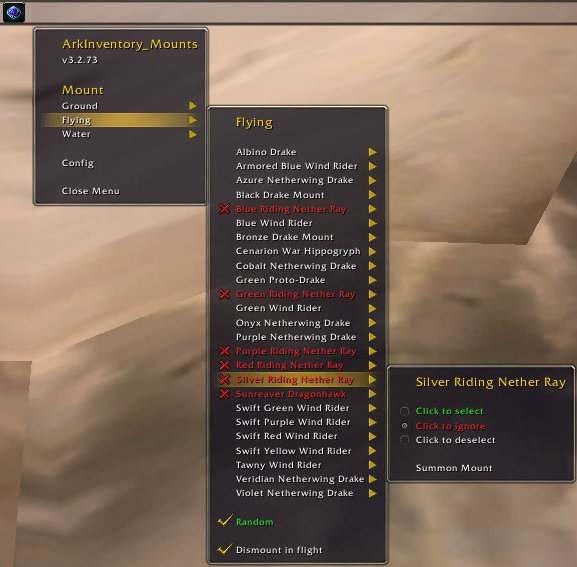 ArkInventory_Mounts
v3.2.73
Mount
Ground
Flying
Water
Config
Close Menu
Flying
Albino Drake
Armored Blue Wind Rider
Azure Netherwing Drake
Black Drake Mount
Blue Riding Nether Ray
Blue Wind Rider
Bronze Drake Mount
Cenarion War Hippogryph
Cobalt Netherwing Drake
Green Proto-Drake
Green Riding Nether Ray
Green Wind Rider
Onyx Netherwing Drake
Purple Netherwing Drake
Purple Riding Nether Ray
Red Riding Nether Ray
Silver Riding Nether Ray
Sunreaver Dragonhawk
Swift Green Wind Rider
Swift Purple Wind Rider
Swift Red Wind Rider
Swift Yellow Wind Rider
Tawny Wind Rider
Veridian Netherwing Drake
Violet Netherwing Drake
Random
Dismount in flight
Silver Riding Nether Ray
Click to select
Click to ignore
Click to deselect
Summon Mount